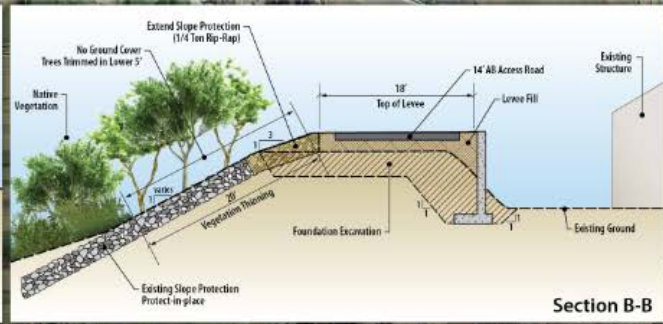 Extend Slope Protection
(1/4 Ton Rip-Rap)
No Ground Cover
Trees Trimmed in Lower 5'
Native
Vegetation
18'
Top of Levee
14' AB Access Road
Levee Fill
Existing
Structure
3
1
varies
1
20'
Vegetation Thinning
Foundation Excavation
1
1
1
1
Existing Ground
Existing Slope Protection
Protect-in-place
Section B-B